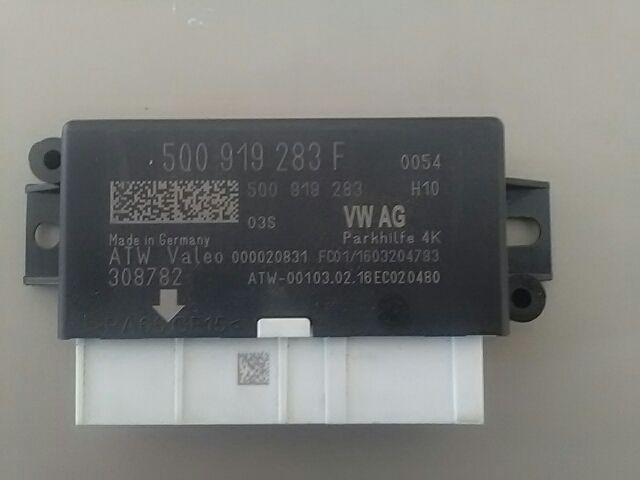 5Q0 919 283 F 0054
5Q0 919 283 H10
03S VW AG
Made in Germany Parkhilfe 4K
ATW Valeo 000020831 FC01/1603204783
308782 ATW-00103.02.16EC020480